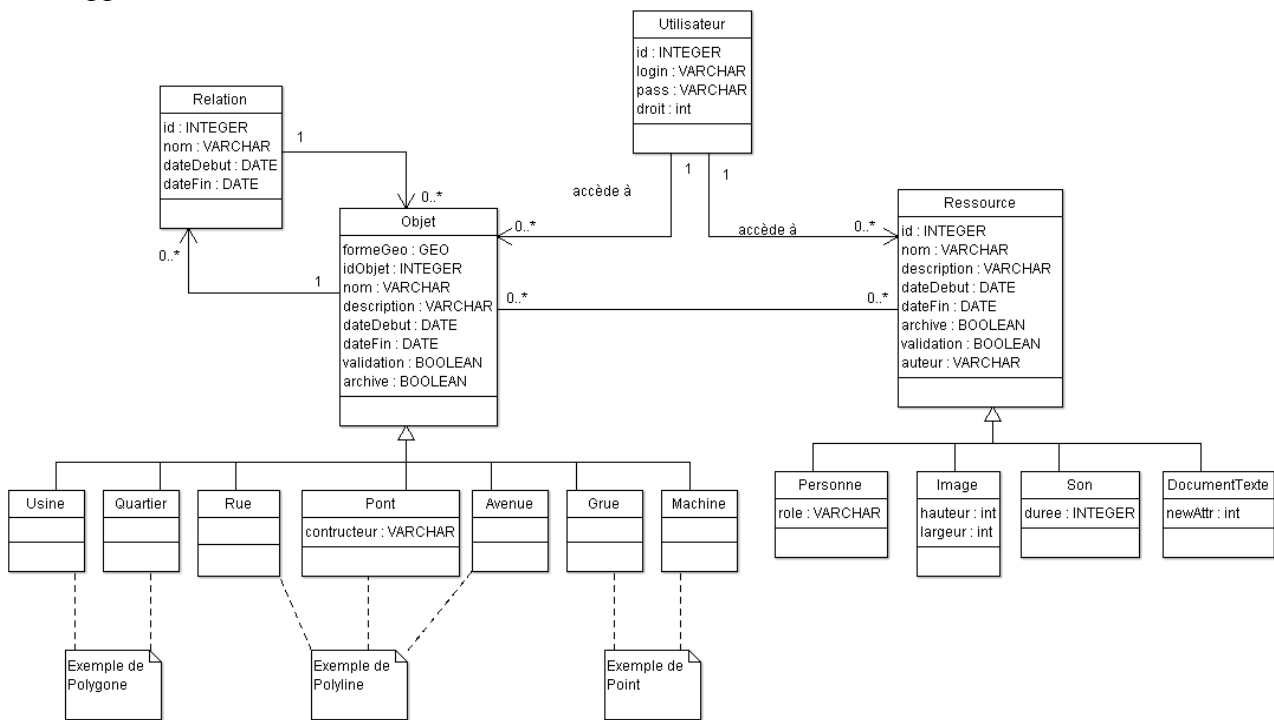 Utilisateur
id : INTEGER
login : VARCHAR
pass : VARCHAR
droit : int
Relation
id : INTEGER
nom : VARCHAR
dateDebut : DATE
dateFin : DATE
1
0..*
0..*
1
accède à
1
1
0..*
accède à
0..*
Objet
formeGeo : GEO
idObjet : INTEGER
nom : VARCHAR
description : VARCHAR
dateDebut : DATE
dateFin : DATE
validation : BOOLEAN
archive : BOOLEAN
0..*
0..*
Ressource
id : INTEGER
nom : VARCHAR
description : VARCHAR
dateDebut : DATE
dateFin : DATE
archive : BOOLEAN
validation : BOOLEAN
auteur : VARCHAR
Usine
Quartier
Rue
Pont
contructeur : VARCHAR
Avenue
Grue
Machine
Personne
role : VARCHAR
Image
hauteur : int
largeur : int
Son
duree : INTEGER
DocumentTexte
newAttr : int
Exemple de
Polygone
Exemple de
Polyline
Exemple de
Point